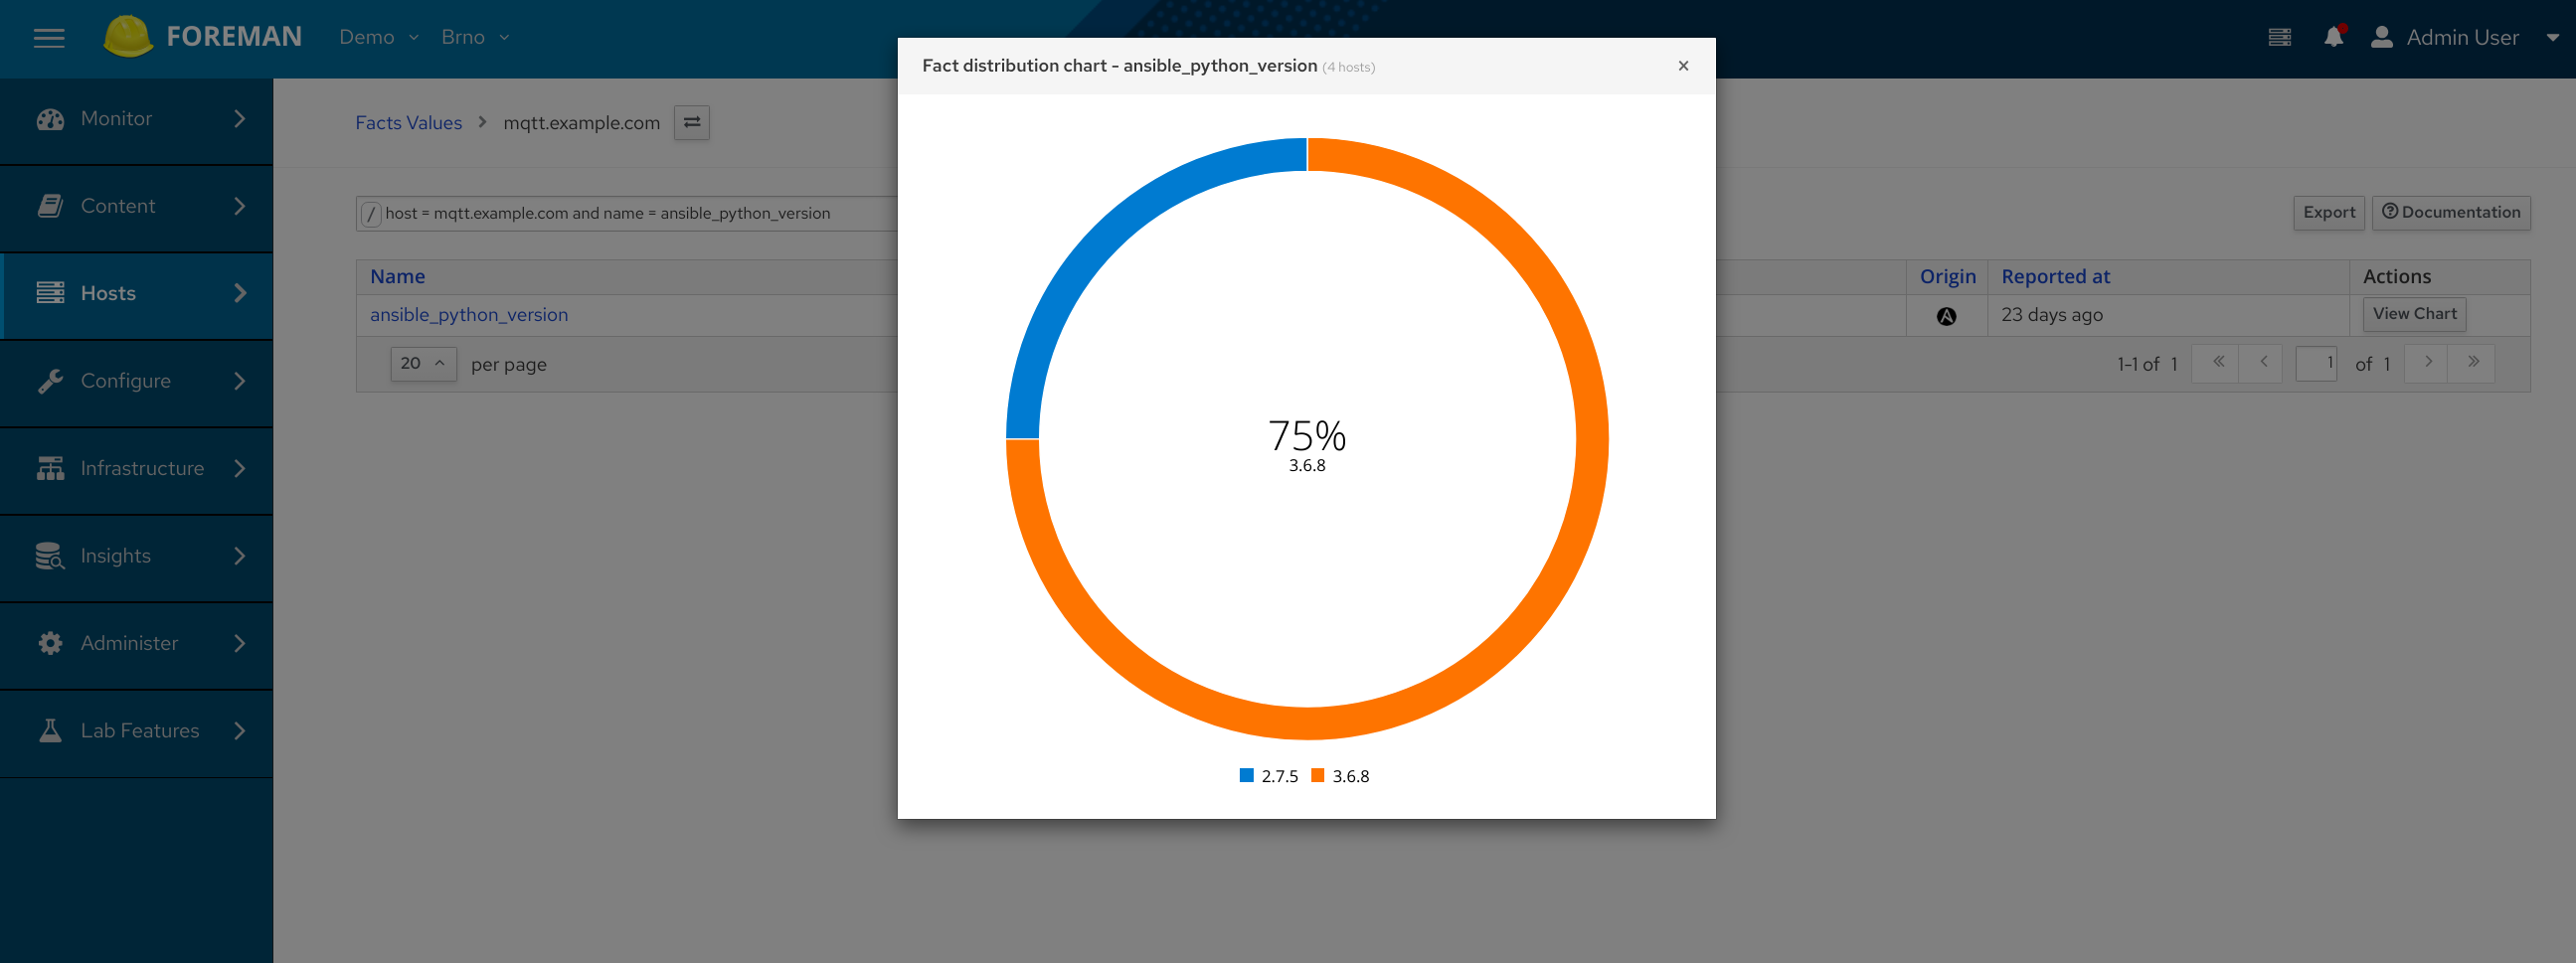 FOREMAN Demo Brno Admin User
Monitor
Content
Hosts
Configure
Infrastructure
Insights
Administer
Lab Features
Facts Values mqtt.example.com
/ host = mqtt.example.com and name = ansible_python_version
Export Documentation
Name Origin Reported at Actions
ansible_python_version 23 days ago View Chart
20 per page 1-1 of 1 1 of 1
Fact distribution chart - ansible_python_version (4 hosts) ×
75%
3.6.8
2.7.5 3.6.8